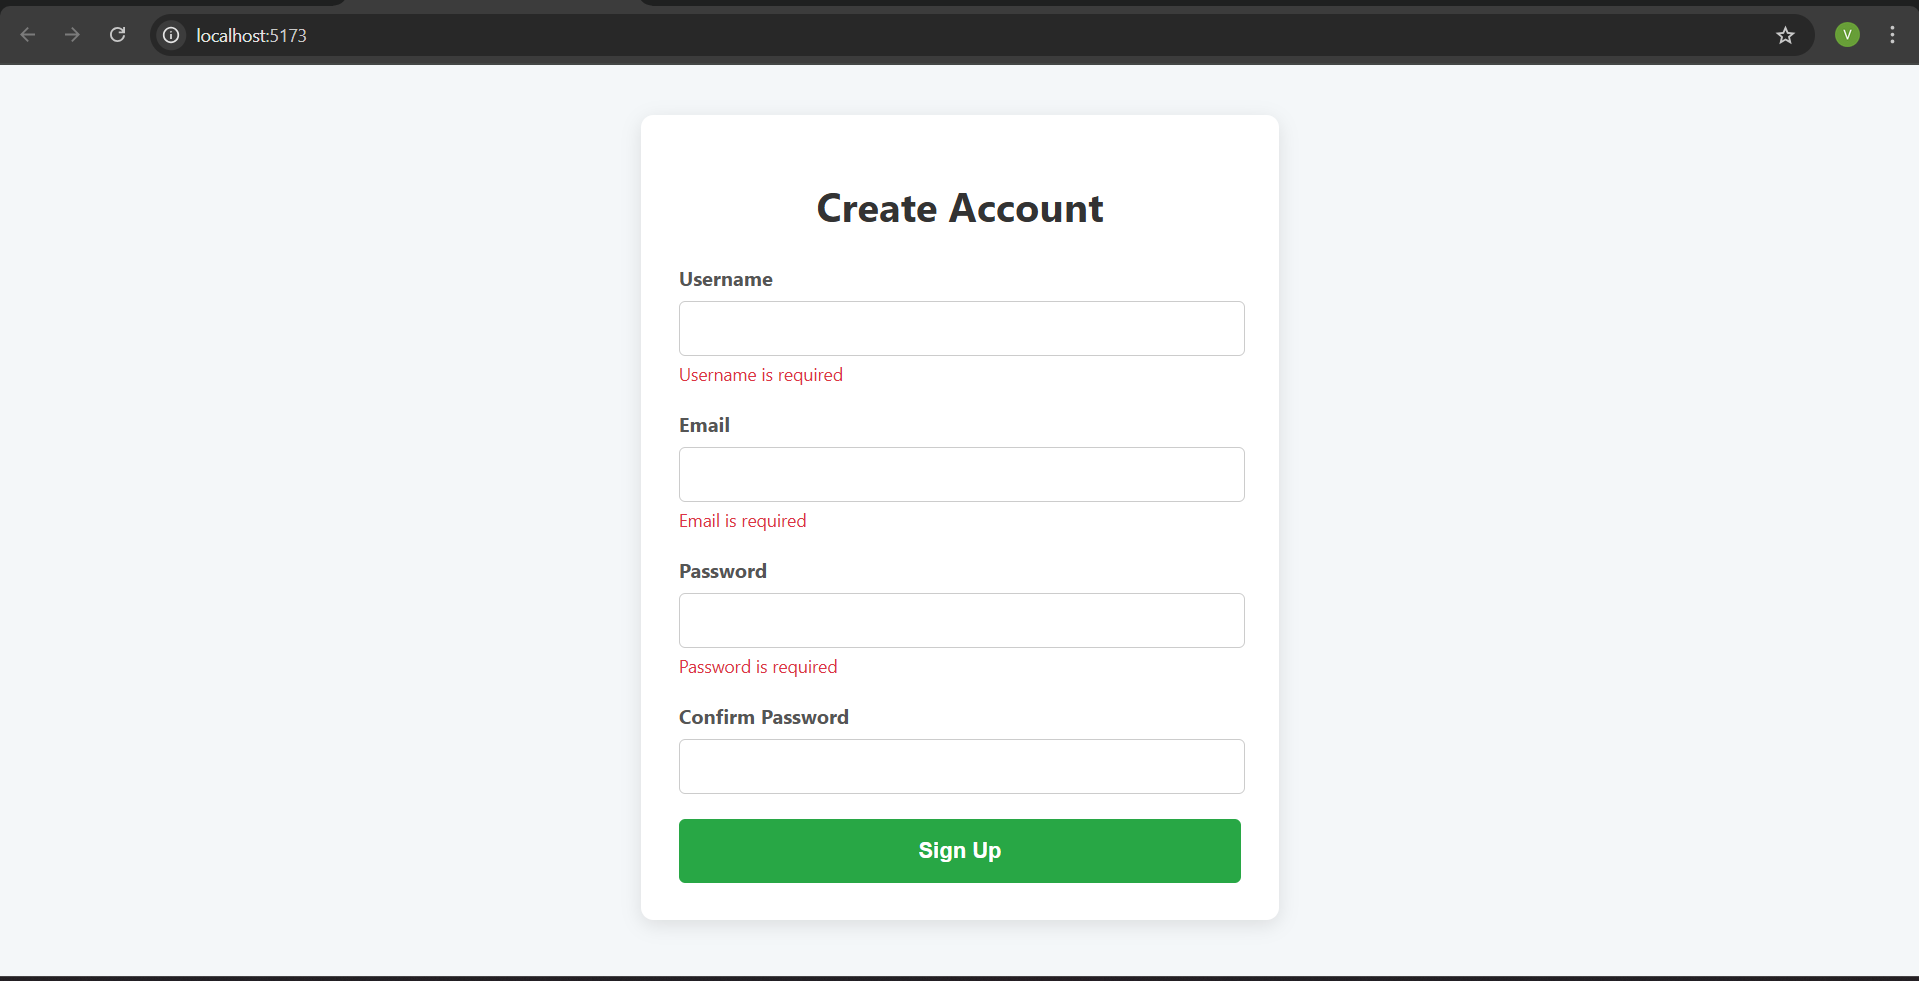 localhost:5173
V
Create Account
Username
Username is required
Email
Email is required
Password
Password is required
Confirm Password
Sign Up